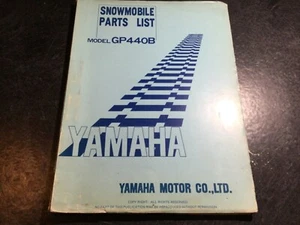 SNOWMOBILE
PARTS LIST
MODEL GP440B
YAMAHA
YAMAHA MOTOR CO.,LTD.